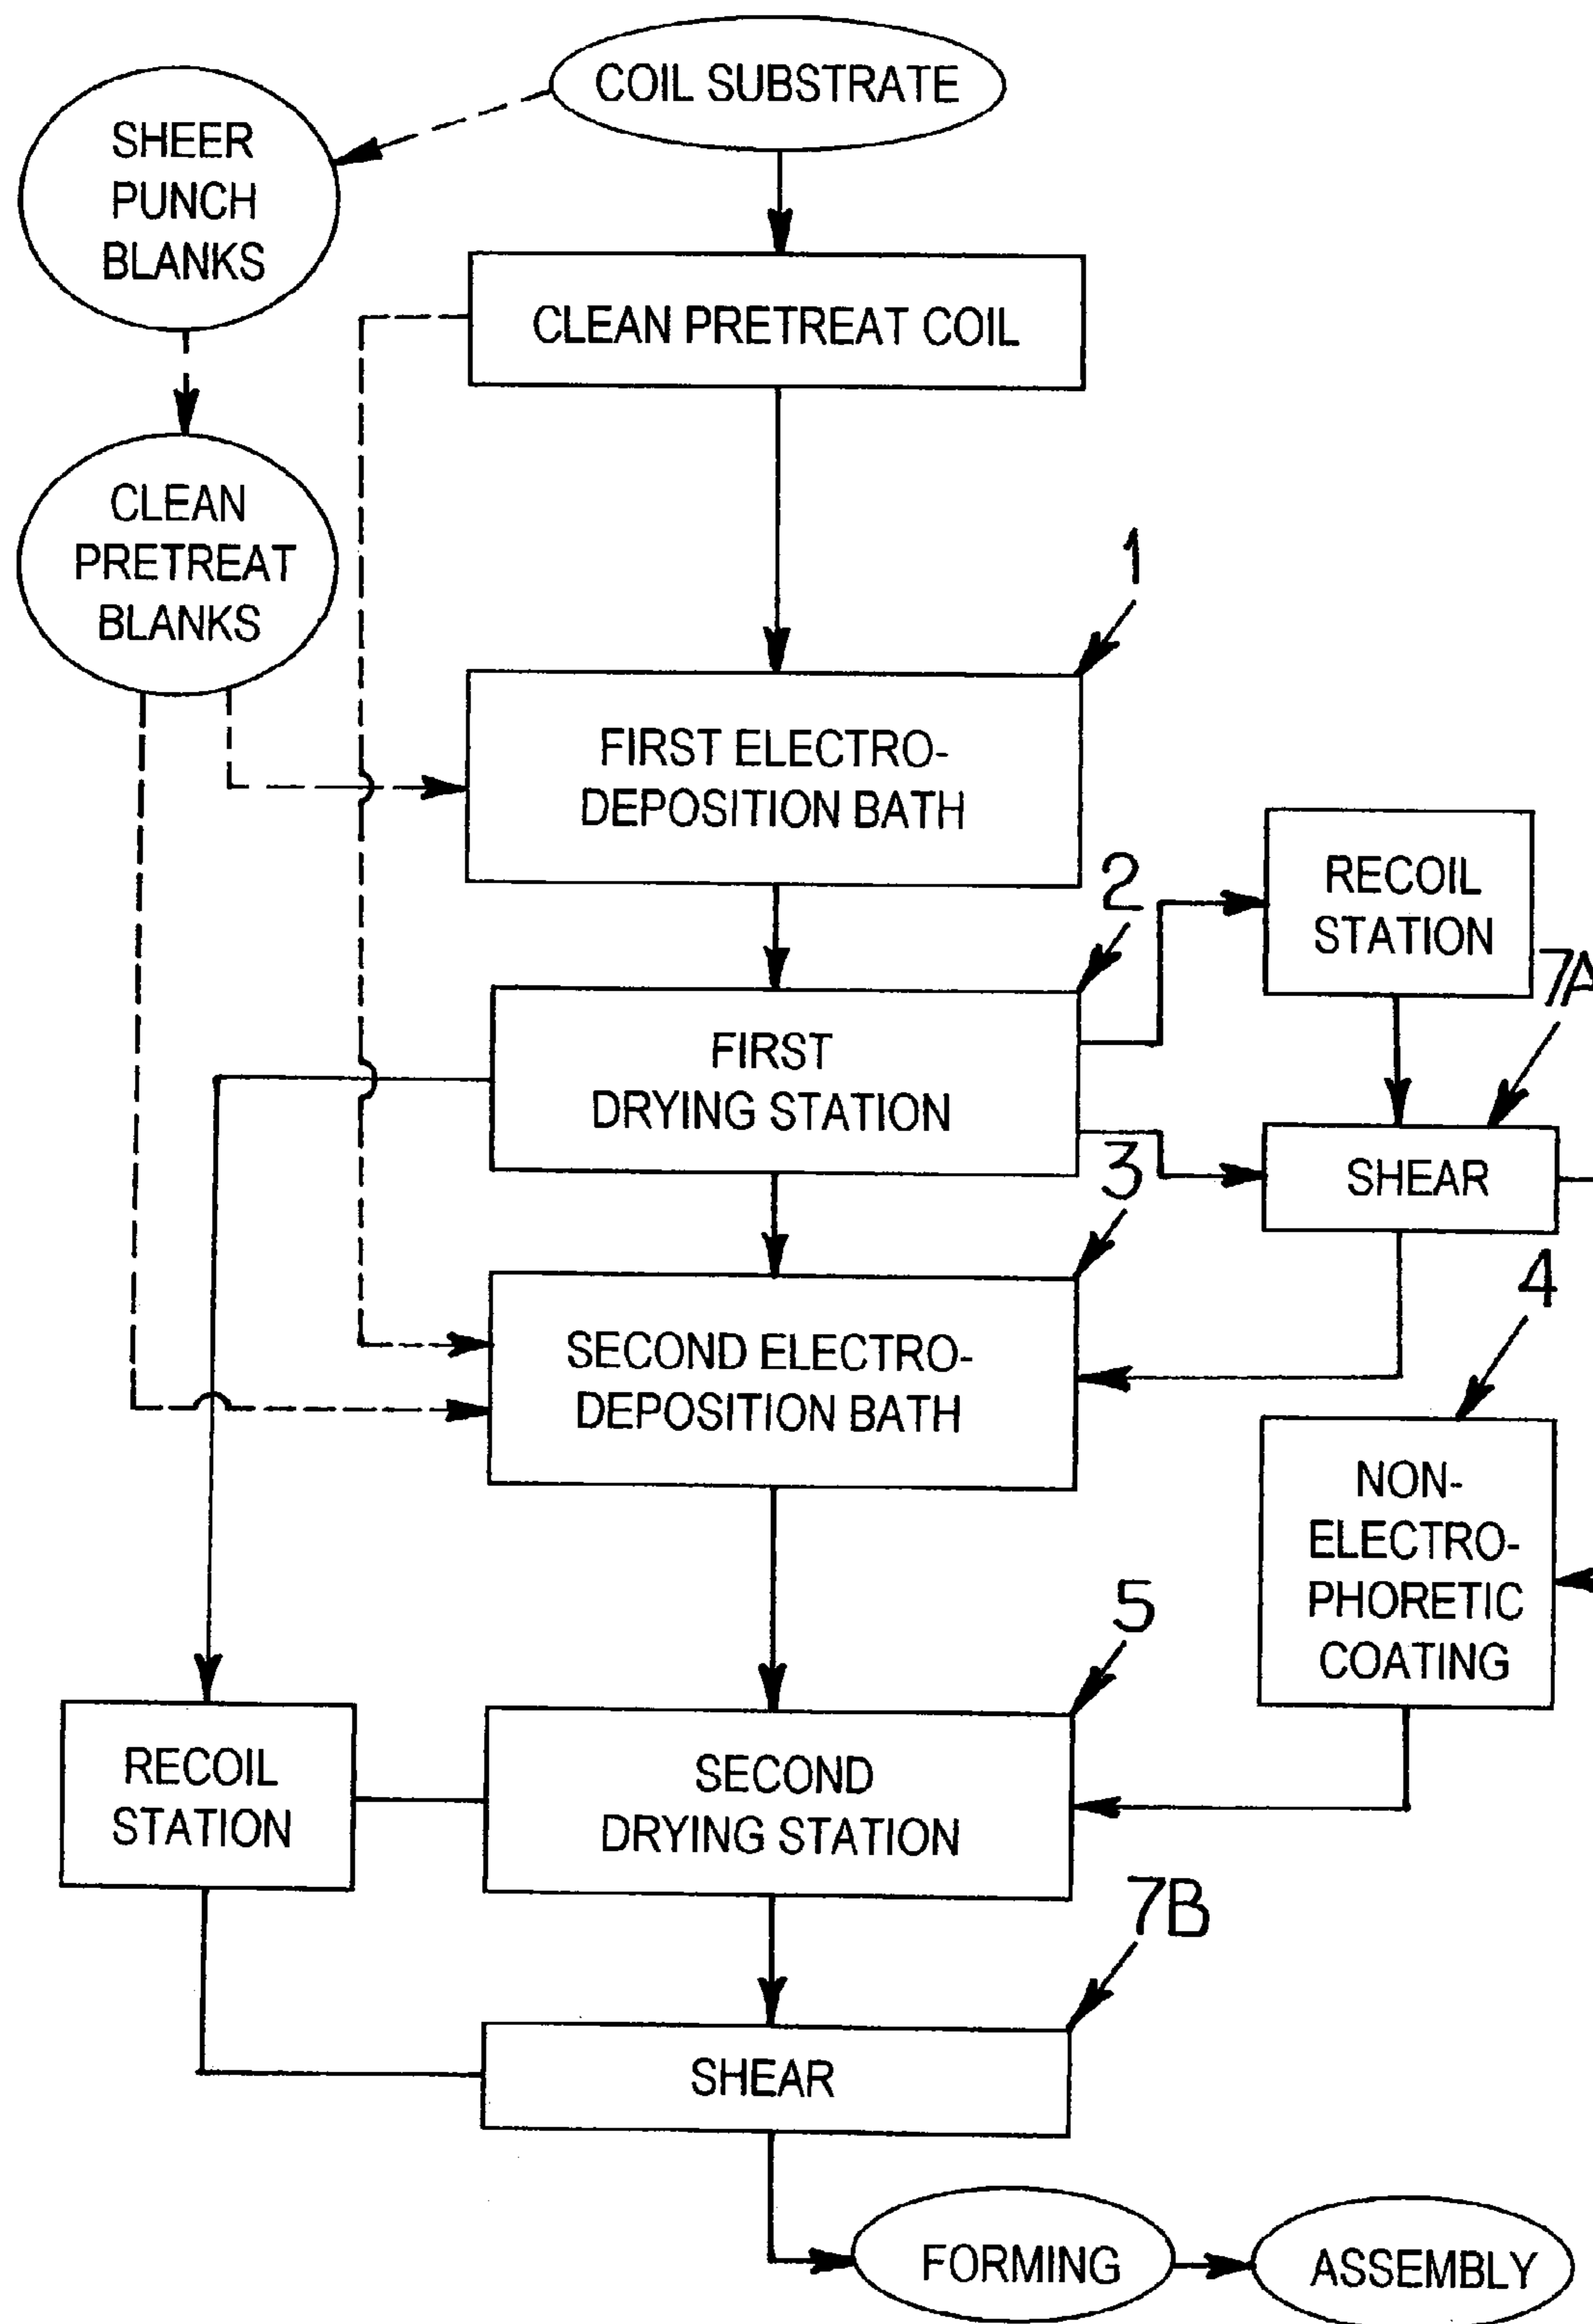 COIL SUBSTRATE
SHEER
PUNCH
BLANKS
CLEAN PRETREAT COIL
CLEAN
PRETREAT
BLANKS
1
FIRST ELECTRO-
DEPOSITION BATH
2
RECOIL
STATION
7A
FIRST
DRYING STATION
3
SHEAR
4
SECOND ELECTRO-
DEPOSITION BATH
NON-
ELECTRO-
PHORETIC
COATING
5
RECOIL
STATION
SECOND
DRYING STATION
7B
SHEAR
FORMING
ASSEMBLY